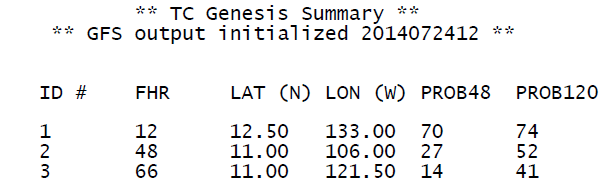 ** TC Genesis Summary **
** GFS output initialized 2014072412 **
ID # FHR LAT (N) LON (W) PROB48 PROB120
1 12 12.50 133.00 70 74
2 48 11.00 106.00 27 52
3 66 11.00 121.50 14 41